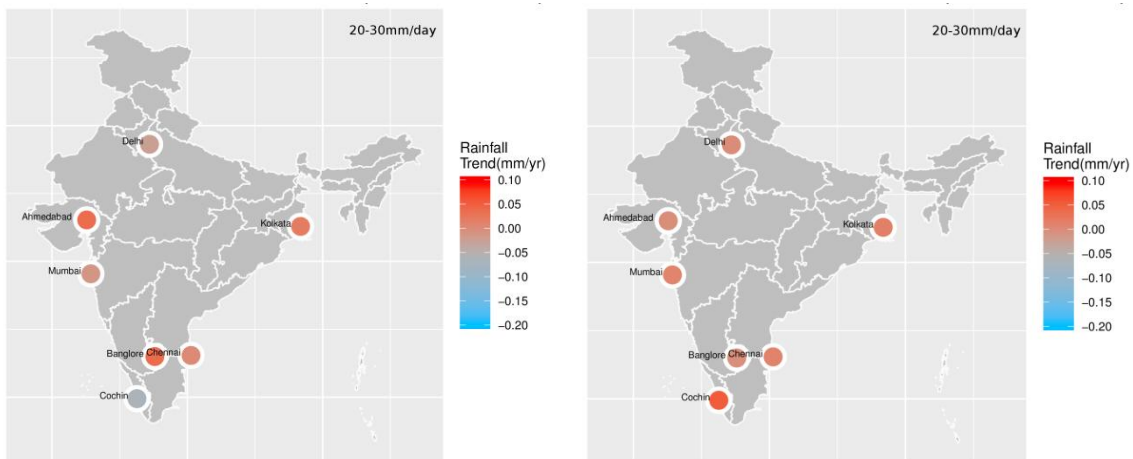 20-30mm/day
Delhi
Ahmedabad
Kolkata
Mumbai
Banglore Chennai
Cochin
Rainfall
Trend(mm/yr)
0.10
0.05
0.00
−0.05
−0.10
−0.15
−0.20
20-30mm/day
Delhi
Ahmedabad
Kolkata
Mumbai
Banglore Chennai
Cochin
Rainfall
Trend(mm/yr)
0.10
0.05
0.00
−0.05
−0.10
−0.15
−0.20